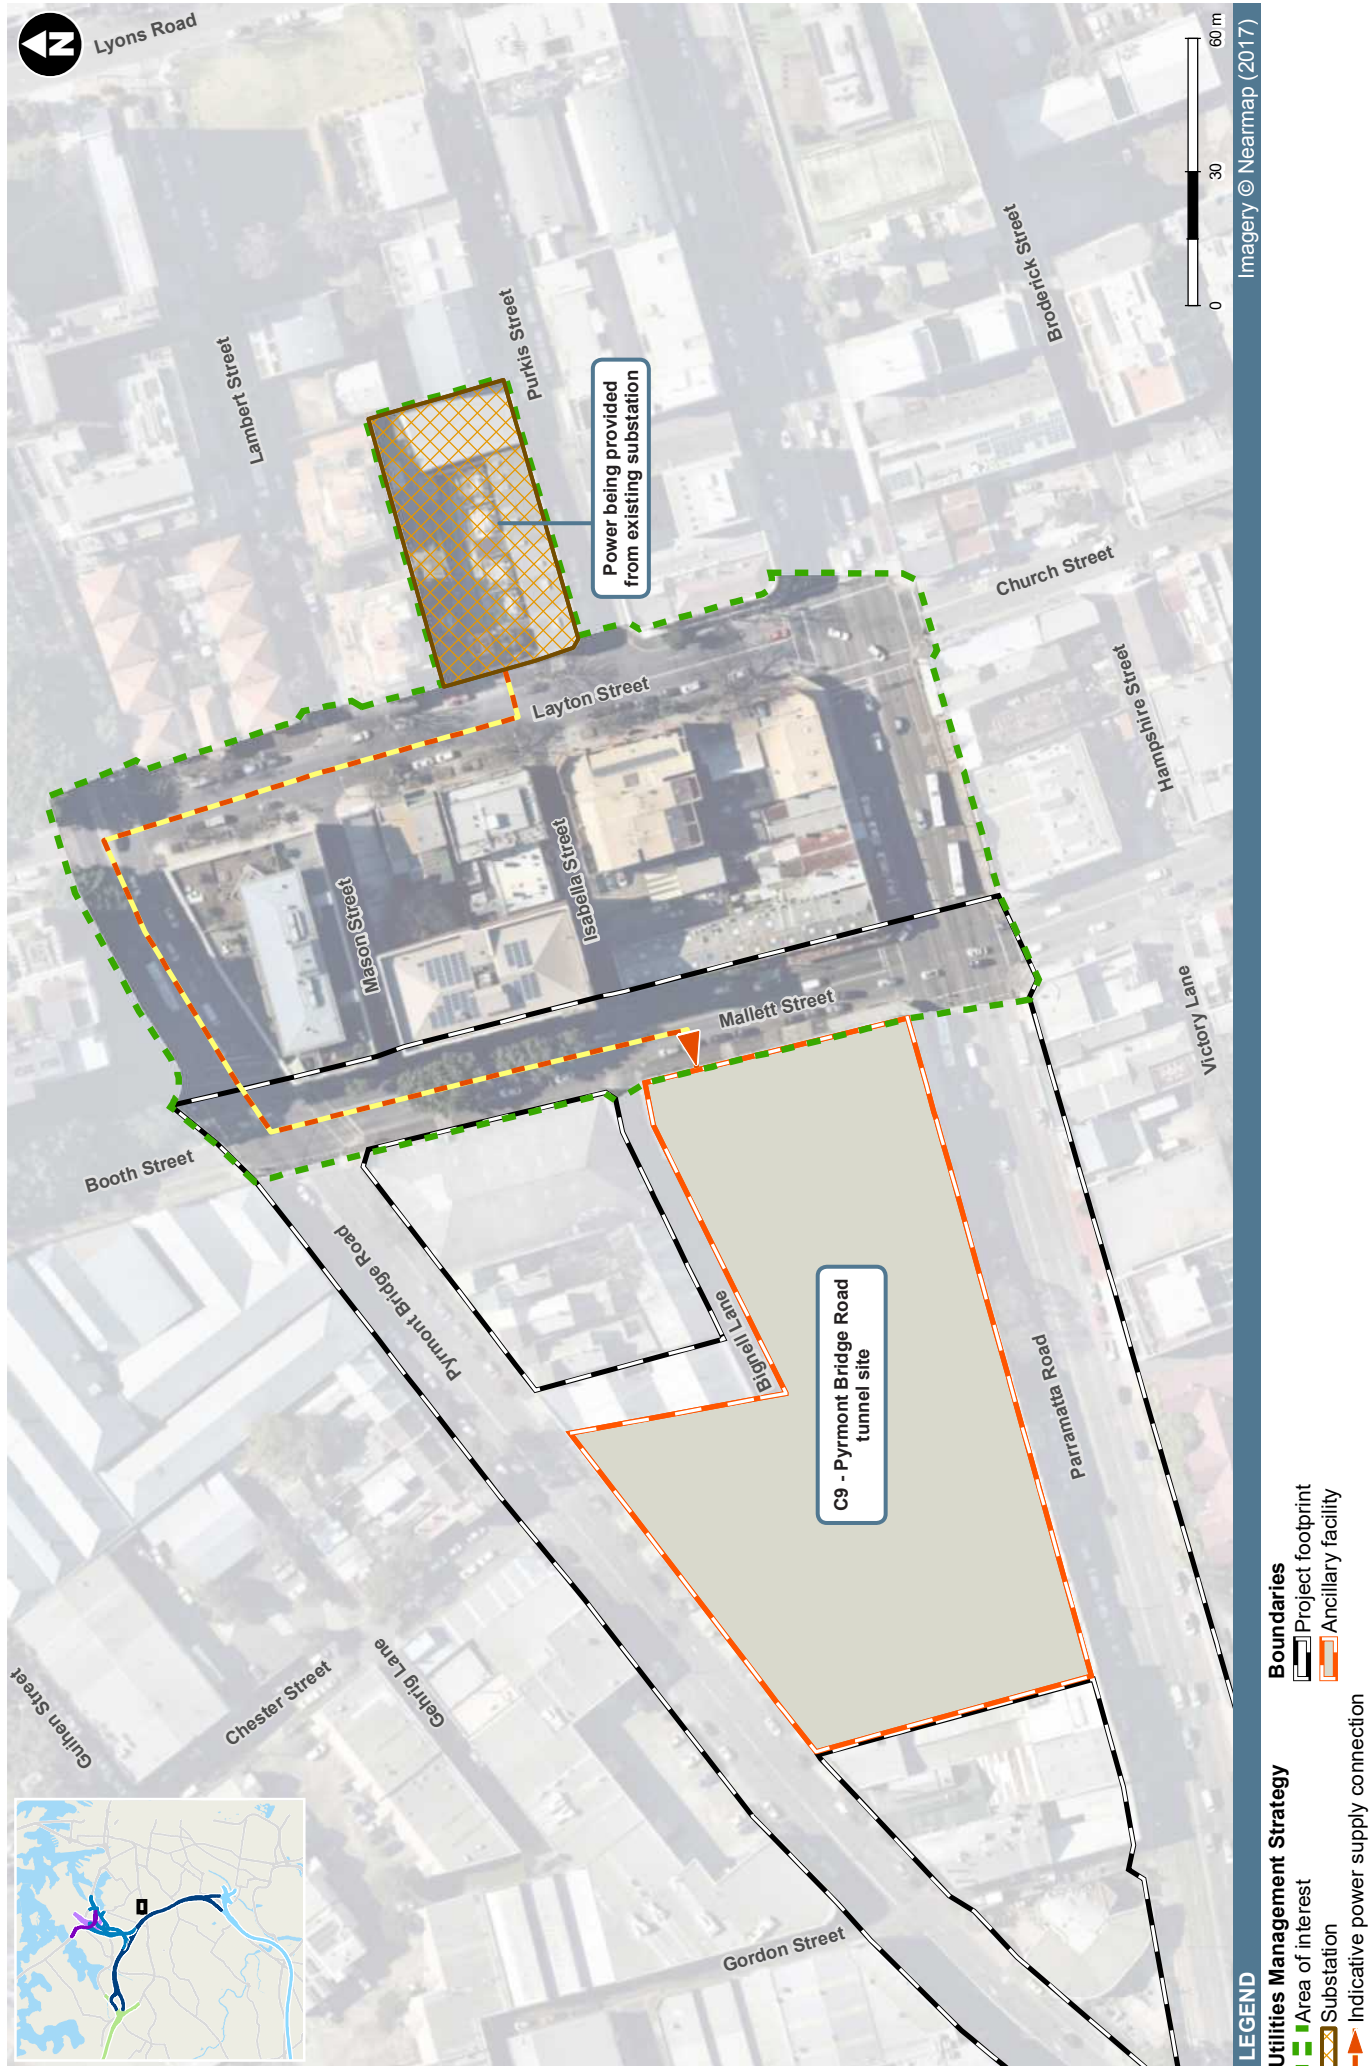 N
Lyons Road
Lambert Street
Purkis Street
Broderick Street
Power being provided
from existing substation
Church Street
Hampshire Street
Layton Street
Mason Street
Isabella Street
Mallett Street
Victory Lane
Booth Street
Pyrmont Bridge Road
Bignell Lane
C9 - Pyrmont Bridge Road
tunnel site
Parramatta Road
Guihen Street
Chester Street
Gehrig Lane
Gordon Street
0 30 60 m
Imagery © Nearmap (2017)
LEGEND
Utilities Management Strategy
Area of interest
Substation
Indicative power supply connection
Boundaries
Project footprint
Ancillary facility